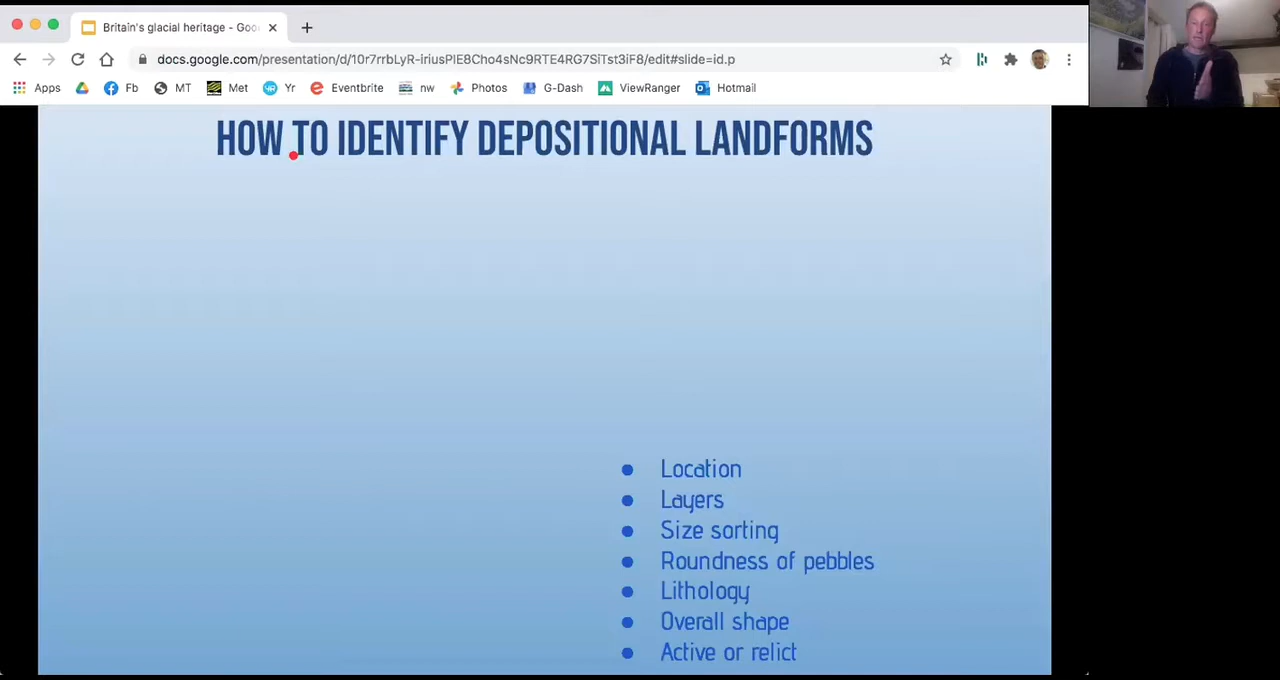 Britain's glacial heritage - Goo
docs.google.com/presentation/d/10r7rrbLyR-iriusPlE8Cho4sNc9RTE4RG7SiTst3iF8/edit#slide=id.p
Apps Fb MT Met Yr Eventbrite nw Photos G-Dash ViewRanger Hotmail
HOW TO IDENTIFY DEPOSITIONAL LANDFORMS
● Location
● Layers
● Size sorting
● Roundness of pebbles
● Lithology
● Overall shape
● Active or relict